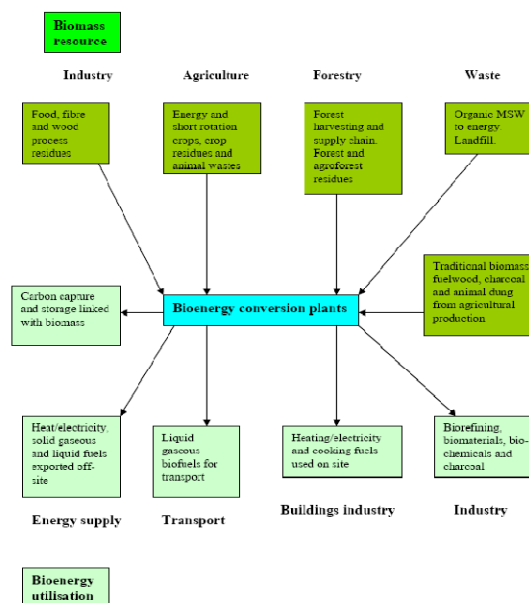 Biomass
resource
Industry
Agriculture
Forestry
Waste
Food, fibre
and wood
process
residues
Energy and
short rotation
crops, crop
residues and
animal wastes
Forest
harvesting and
supply chain.
Forest and
agroforest
residues
Organic MSW
to energy.
Landfill.
Carbon capture
and storage linked
with biomass
Bioenergy conversion plants
Traditional biomass
fuelwood, charcoal
and animal dung
from agricultural
production
Heat/electricity,
solid gaseous
and liquid fuels
exported off-
site
Liquid
gaseous
biofuels for
transport
Heating/electricity
and cooking fuels
used on site
Biorefining,
biomaterials, bio-
chemicals and
charcoal
Energy supply
Transport
Buildings industry
Industry
Bioenergy
utilisation